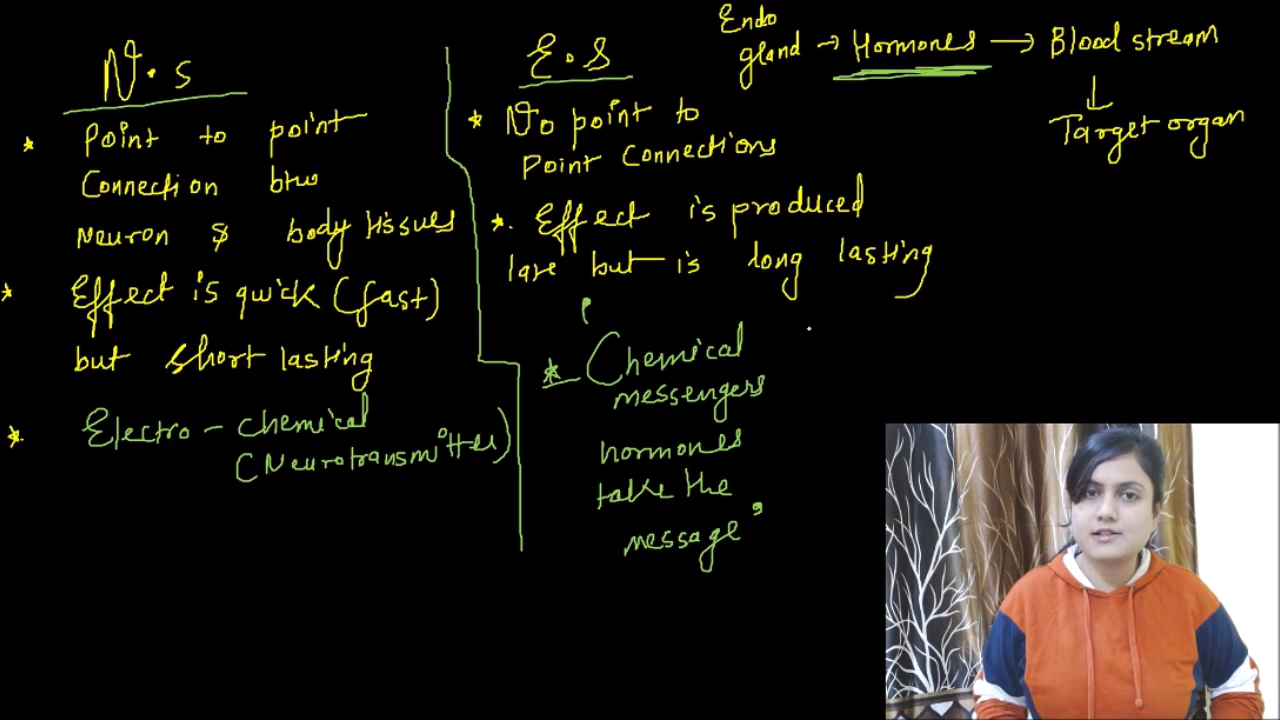 N.S
* Point to point
Connection btw
Neuron & body tissues
* Effect is quick (fast)
but short lasting
* Electro - chemical
(Neurotransmitter)
E.S
* No point to
Point Connections
*. Effect is produced
late but is long lasting
* Chemical
messengers
hormones
take the
message
Endo
gland → Hormones → Blood stream
↓
Target organ